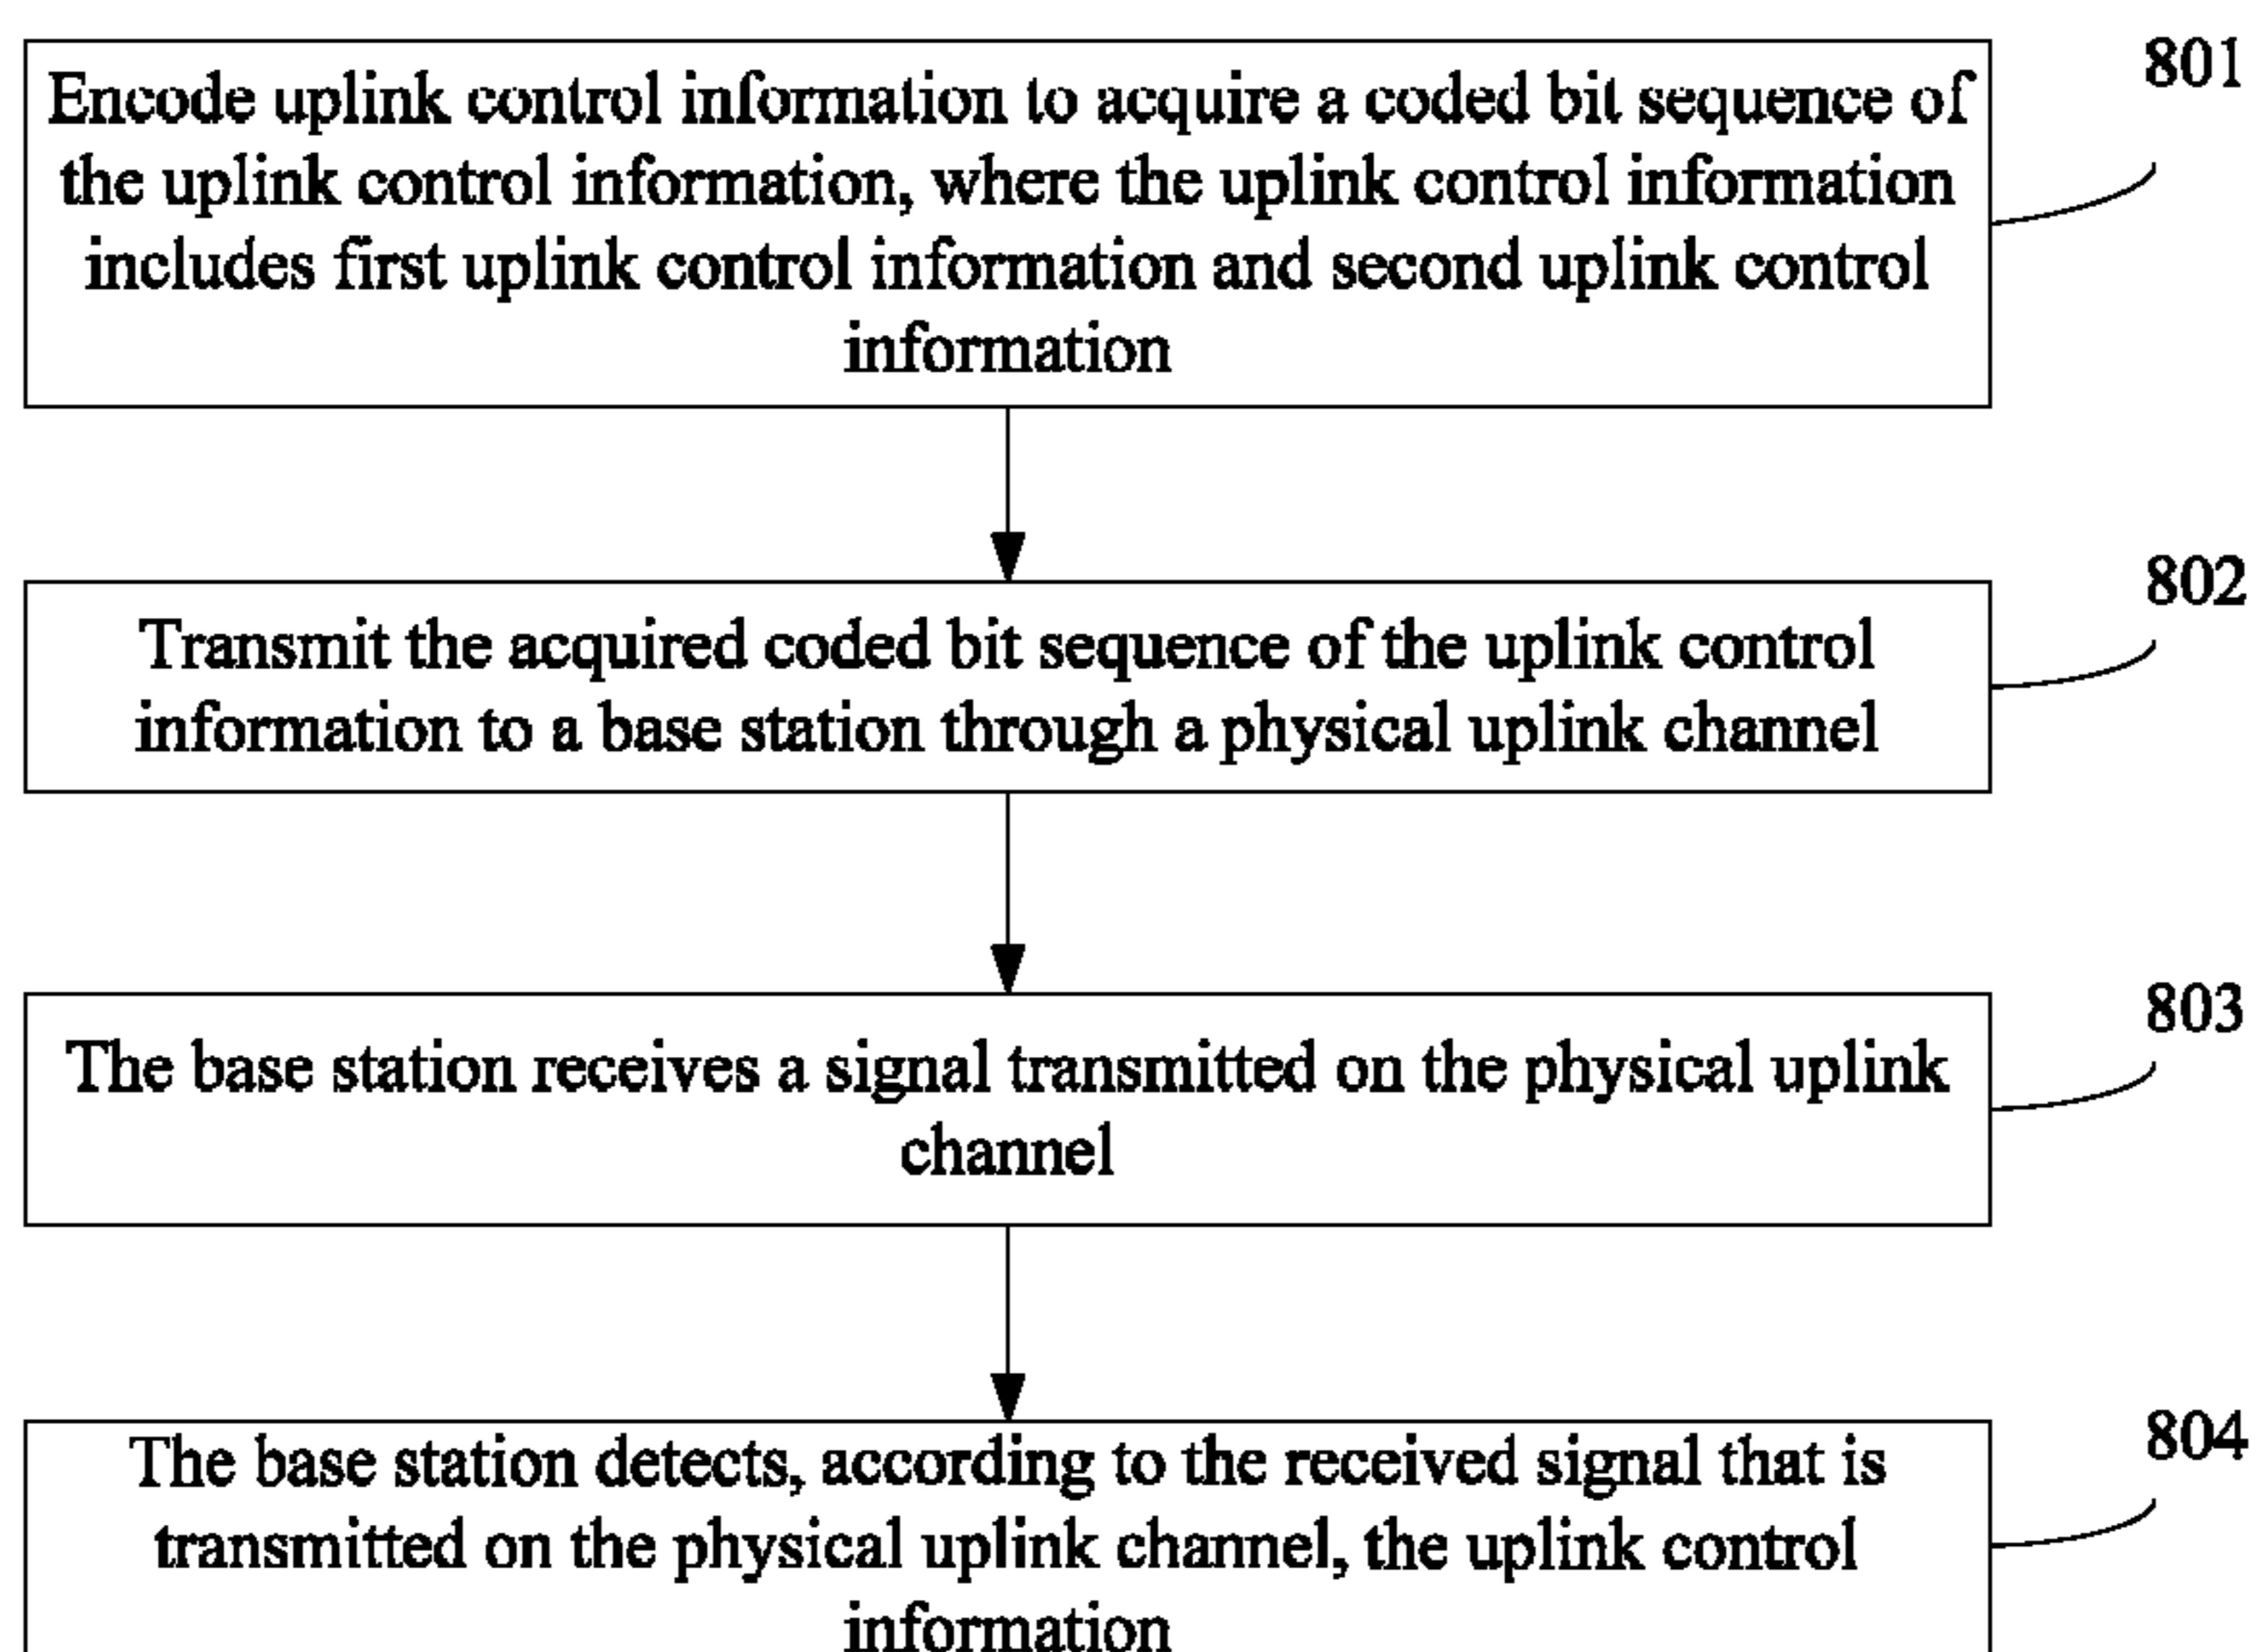 801
Encode uplink control information to acquire a coded bit sequence of
the uplink control information, where the uplink control information
includes first uplink control information and second uplink control
information
802
Transmit the acquired coded bit sequence of the uplink control
information to a base station through a physical uplink channel
803
The base station receives a signal transmitted on the physical uplink
channel
804
The base station detects, according to the received signal that is
transmitted on the physical uplink channel, the uplink control
information